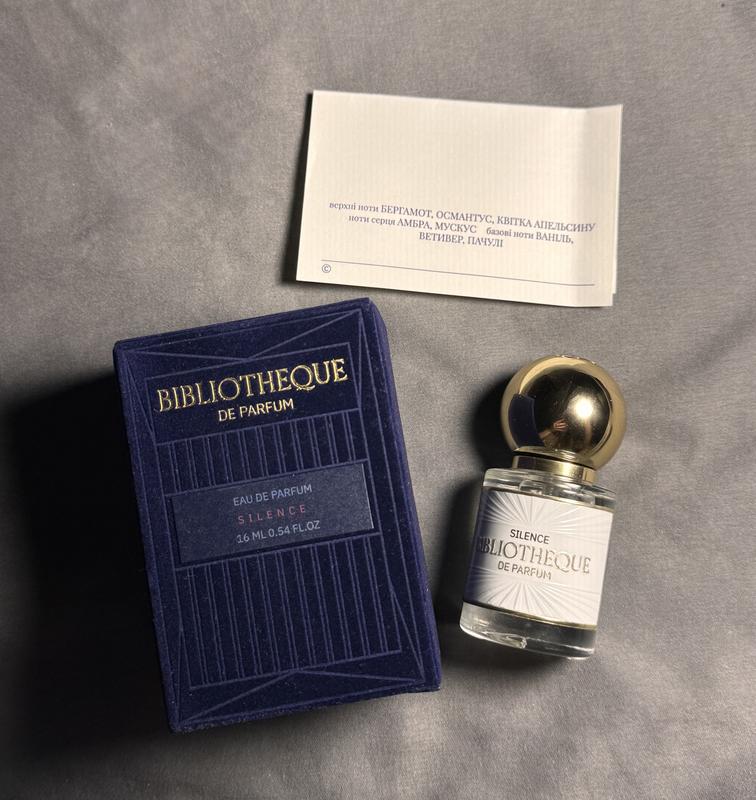 верхні ноти БЕРГАМОТ, ОСМАНТУС, КВІТКА АПЕЛЬСИНУ
ноти серця АМБРА, МУСКУС базові ноти ВАНІЛЬ,
ВЕТИВЕР, ПАЧУЛІ
©
BIBLIOTHEQUE
DE PARFUM
EAU DE PARFUM
SILENCE
16 ML 0.54 FL.OZ
SILENCE
BIBLIOTHEQUE
DE PARFUM